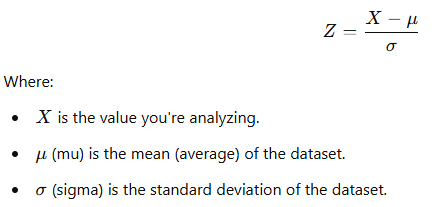 Z = \frac{X - μ}{σ}
Where:
• X is the value you're analyzing.
• μ (mu) is the mean (average) of the dataset.
• σ (sigma) is the standard deviation of the dataset.